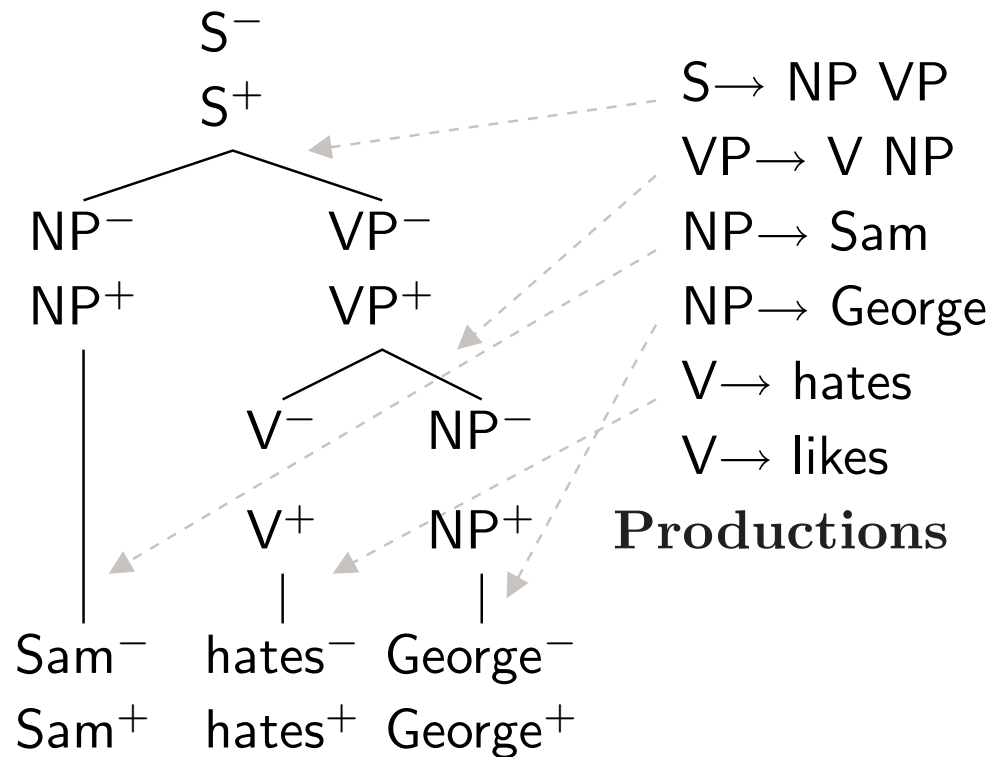 S⁻
S⁺
NP⁻ VP⁻
NP⁺ VP⁺
V⁻ NP⁻
V⁺ NP⁺
Sam⁻ hates⁻ George⁻
Sam⁺ hates⁺ George⁺
S⟶ NP VP
VP⟶ V NP
NP⟶ Sam
NP⟶ George
V⟶ hates
V⟶ likes
Productions